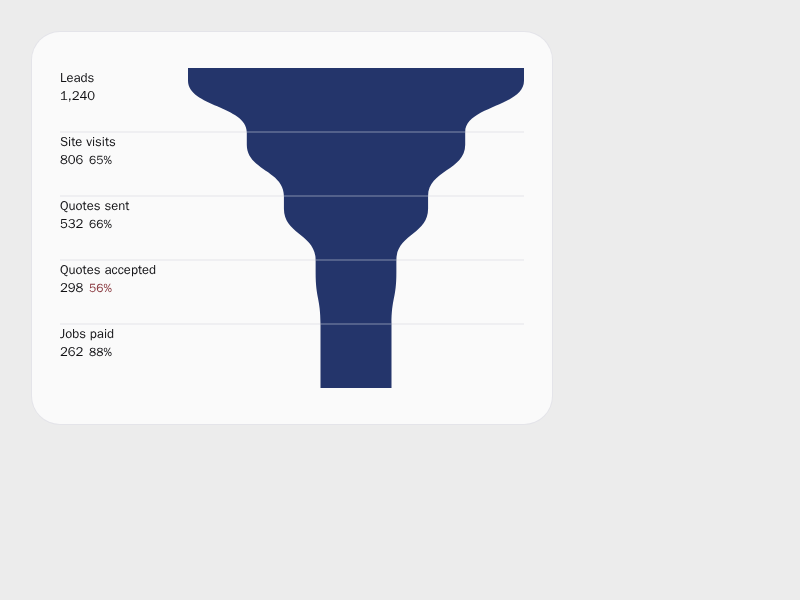 Leads
1,240
Site visits
806 65%
Quotes sent
532 66%
Quotes accepted
298 56%
Jobs paid
262 88%